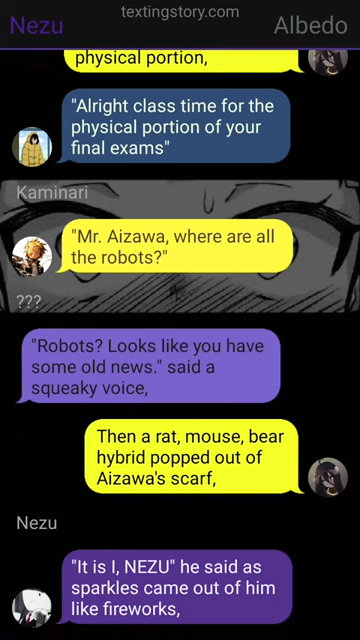 textingstory.com
Nezu
Albedo
physical portion,
"Alright class time for the
physical portion of your
final exams"
Kaminari
"Mr. Aizawa, where are all
the robots?"
???
"Robots? Looks like you have
some old news." said a
squeaky voice,
Then a rat, mouse, bear
hybrid popped out of
Aizawa's scarf,
Nezu
"It is I, NEZU" he said as
sparkles came out of him
like fireworks,